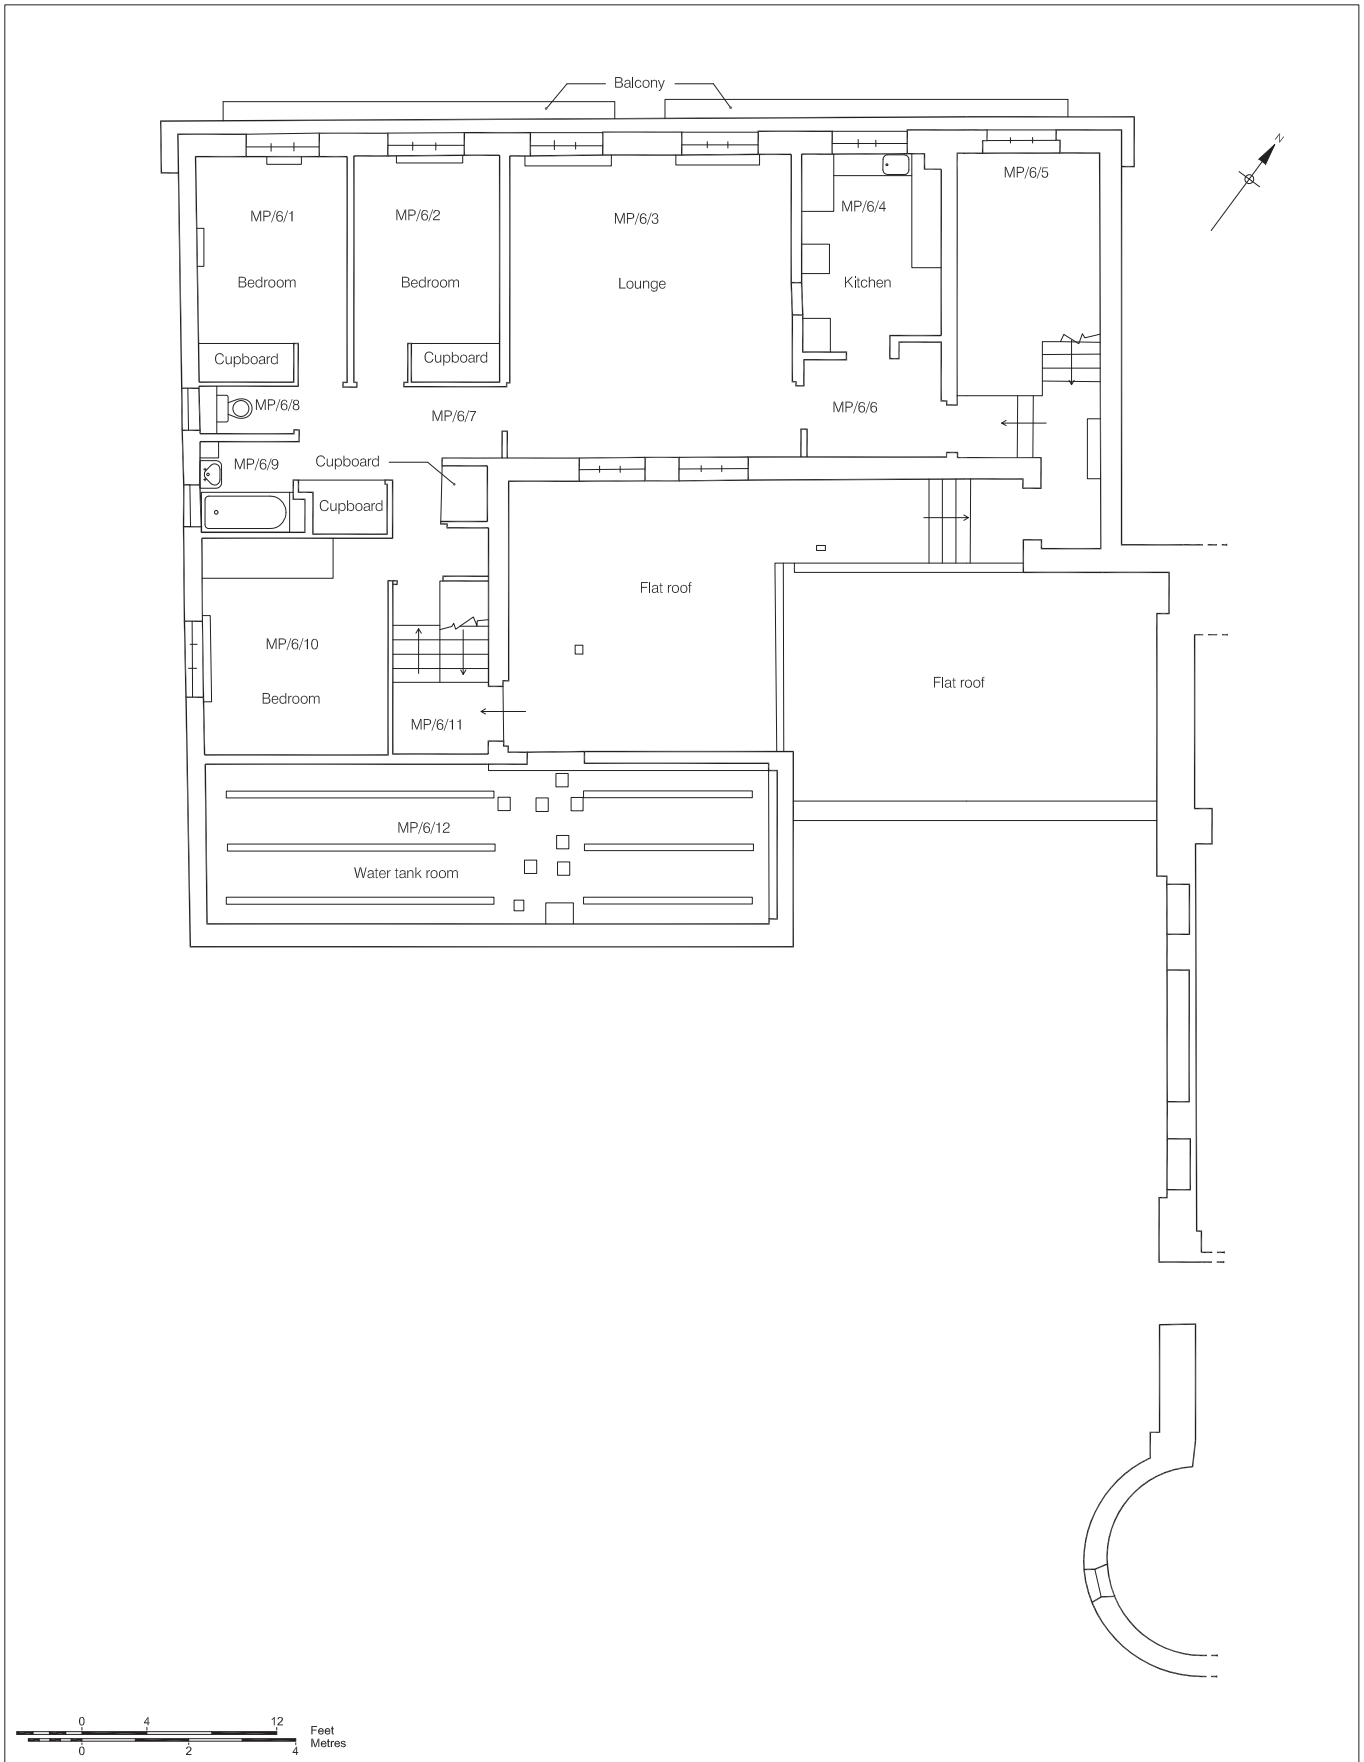 Balcony
N
MP/6/1
Bedroom
Cupboard
MP/6/2
Bedroom
Cupboard
MP/6/3
Lounge
MP/6/4
Kitchen
MP/6/5
MP/6/8
MP/6/7
MP/6/6
MP/6/9
Cupboard
Cupboard
Flat roof
MP/6/10
Bedroom
MP/6/11
Flat roof
MP/6/12
Water tank room
0 4 12 Feet
Metres
0 2 4